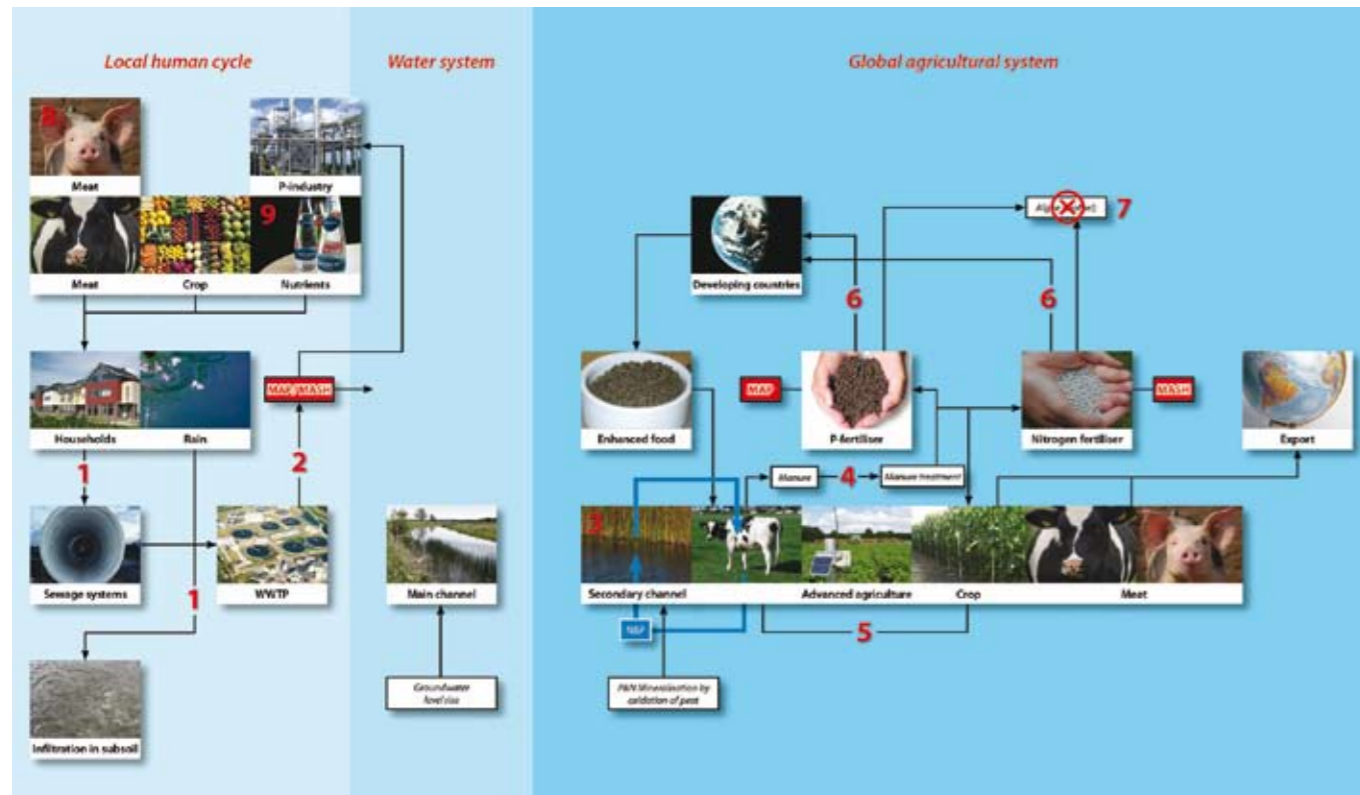 Local human cycle
Water system
Global agricultural system
8
Meat
P-industry
9
Meat
Crop
Nutrients
7
Developing countries
6
6
Households
Rain
MAP/MASH
Enhanced food
MAP
P-fertiliser
Nitrogen fertiliser
MASH
Export
1
2
Manure
4
Manure treatment
3
Sewage systems
WWTP
Main channel
Secondary channel
Advanced agriculture
Crop
Meat
1
N&P
5
Groundwater
level rise
P&N Mineralisation by
oxidation of peat
Infiltration in subsoil